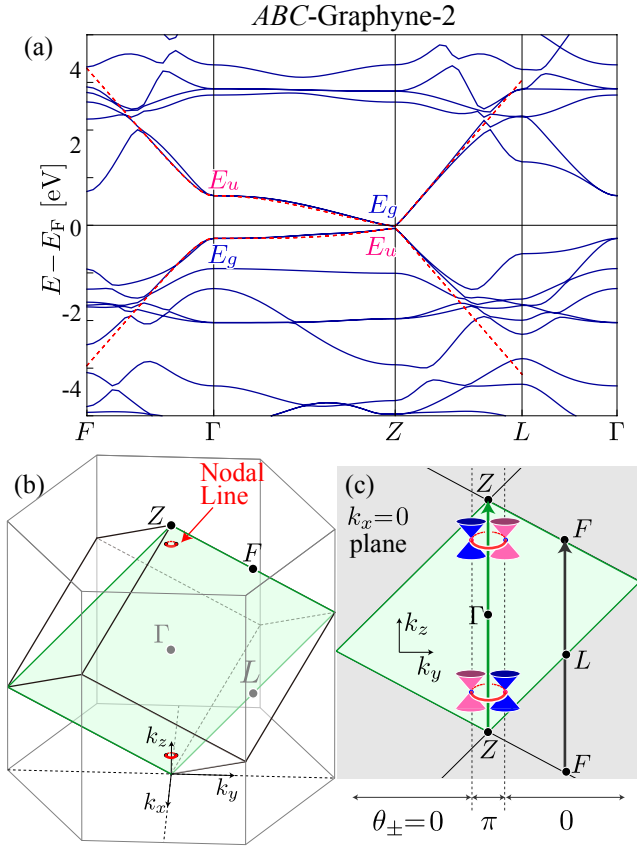 ABC-Graphyne-2
(a)
E−E_F [eV]
4
2
0
-2
-4
E_u
E_g
E_g
E_u
F
Γ
Z
L
Γ
(b)
Nodal
Line
Z
F
Γ
L
k_z
k_y
k_x
(c)
k_x=0
plane
Z
F
Γ
k_z
k_y
L
Z
F
θ_±=0
π
0